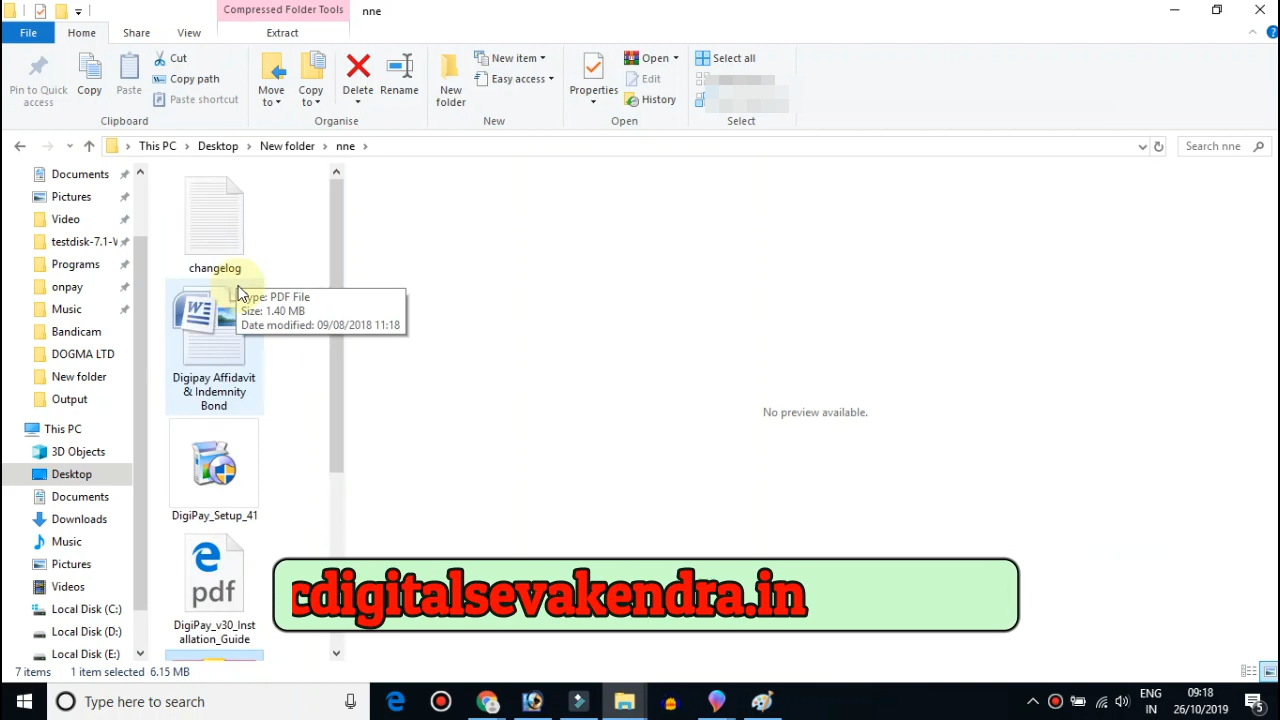 Compressed Folder Tools
nne
File
Home
Share
View
Extract
Pin to Quick
access
Copy
Paste
Cut
Copy path
Paste shortcut
Clipboard
Move
to
Copy
to
Delete
Rename
Organise
New
folder
New item
Easy access
New
Properties
Open
Edit
History
Open
Select all
Select
This PC
Desktop
New folder
nne
Search nne
Documents
Pictures
Video
testdisk-7.1-W
Programs
onpay
Music
Bandicam
DOGMA LTD
New folder
Output
This PC
3D Objects
Desktop
Documents
Downloads
Music
Pictures
Videos
Local Disk (C:)
Local Disk (D:)
Local Disk (E:)
changelog
Type: PDF File
Size: 1.40 MB
Date modified: 09/08/2018 11:18
W
Digipay Affidavit
& Indemnity
Bond
DigiPay_Setup_41
pdf
DigiPay_v30_Inst
allation_Guide
No preview available.
cdigitalsevakendra.in
7 items
1 item selected 6.15 MB
Type here to search
ENG
IN
09:18
26/10/2019
5